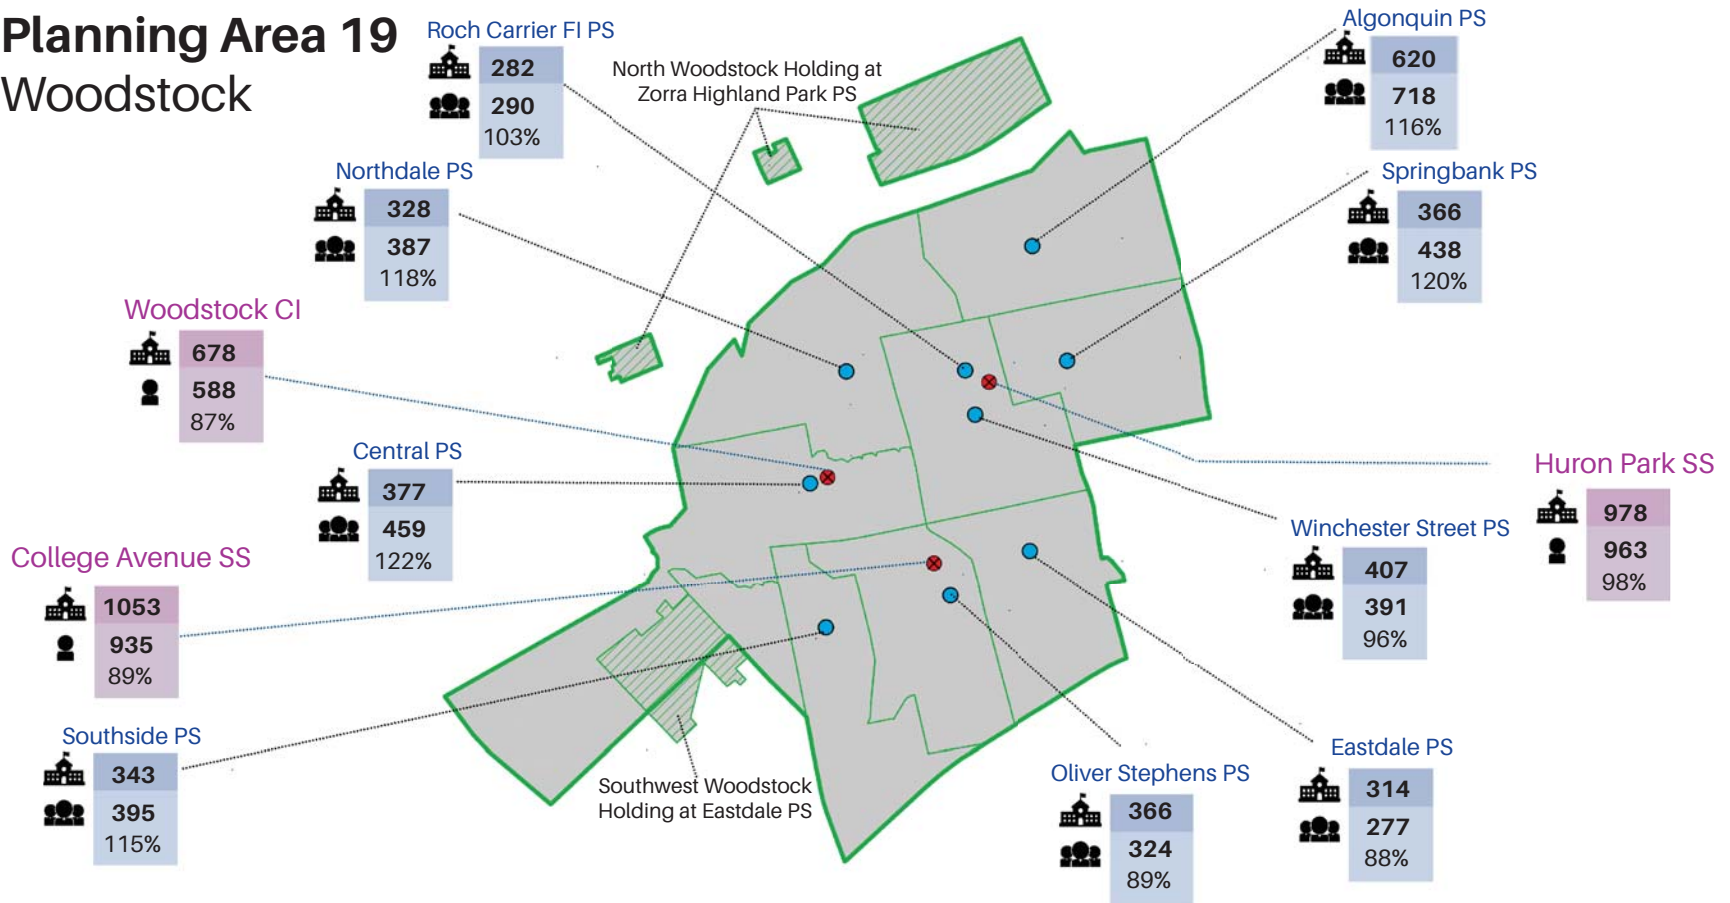 Planning Area 19
Woodstock
Roch Carrier FI PS
282
290
103%
North Woodstock Holding at
Zorra Highland Park PS
Algonquin PS
620
718
116%
Northdale PS
328
387
118%
Springbank PS
366
438
120%
Woodstock CI
678
588
87%
Central PS
377
459
122%
Huron Park SS
978
963
98%
College Avenue SS
1053
935
89%
Winchester Street PS
407
391
96%
Southside PS
343
395
115%
Southwest Woodstock
Holding at Eastdale PS
Oliver Stephens PS
366
324
89%
Eastdale PS
314
277
88%